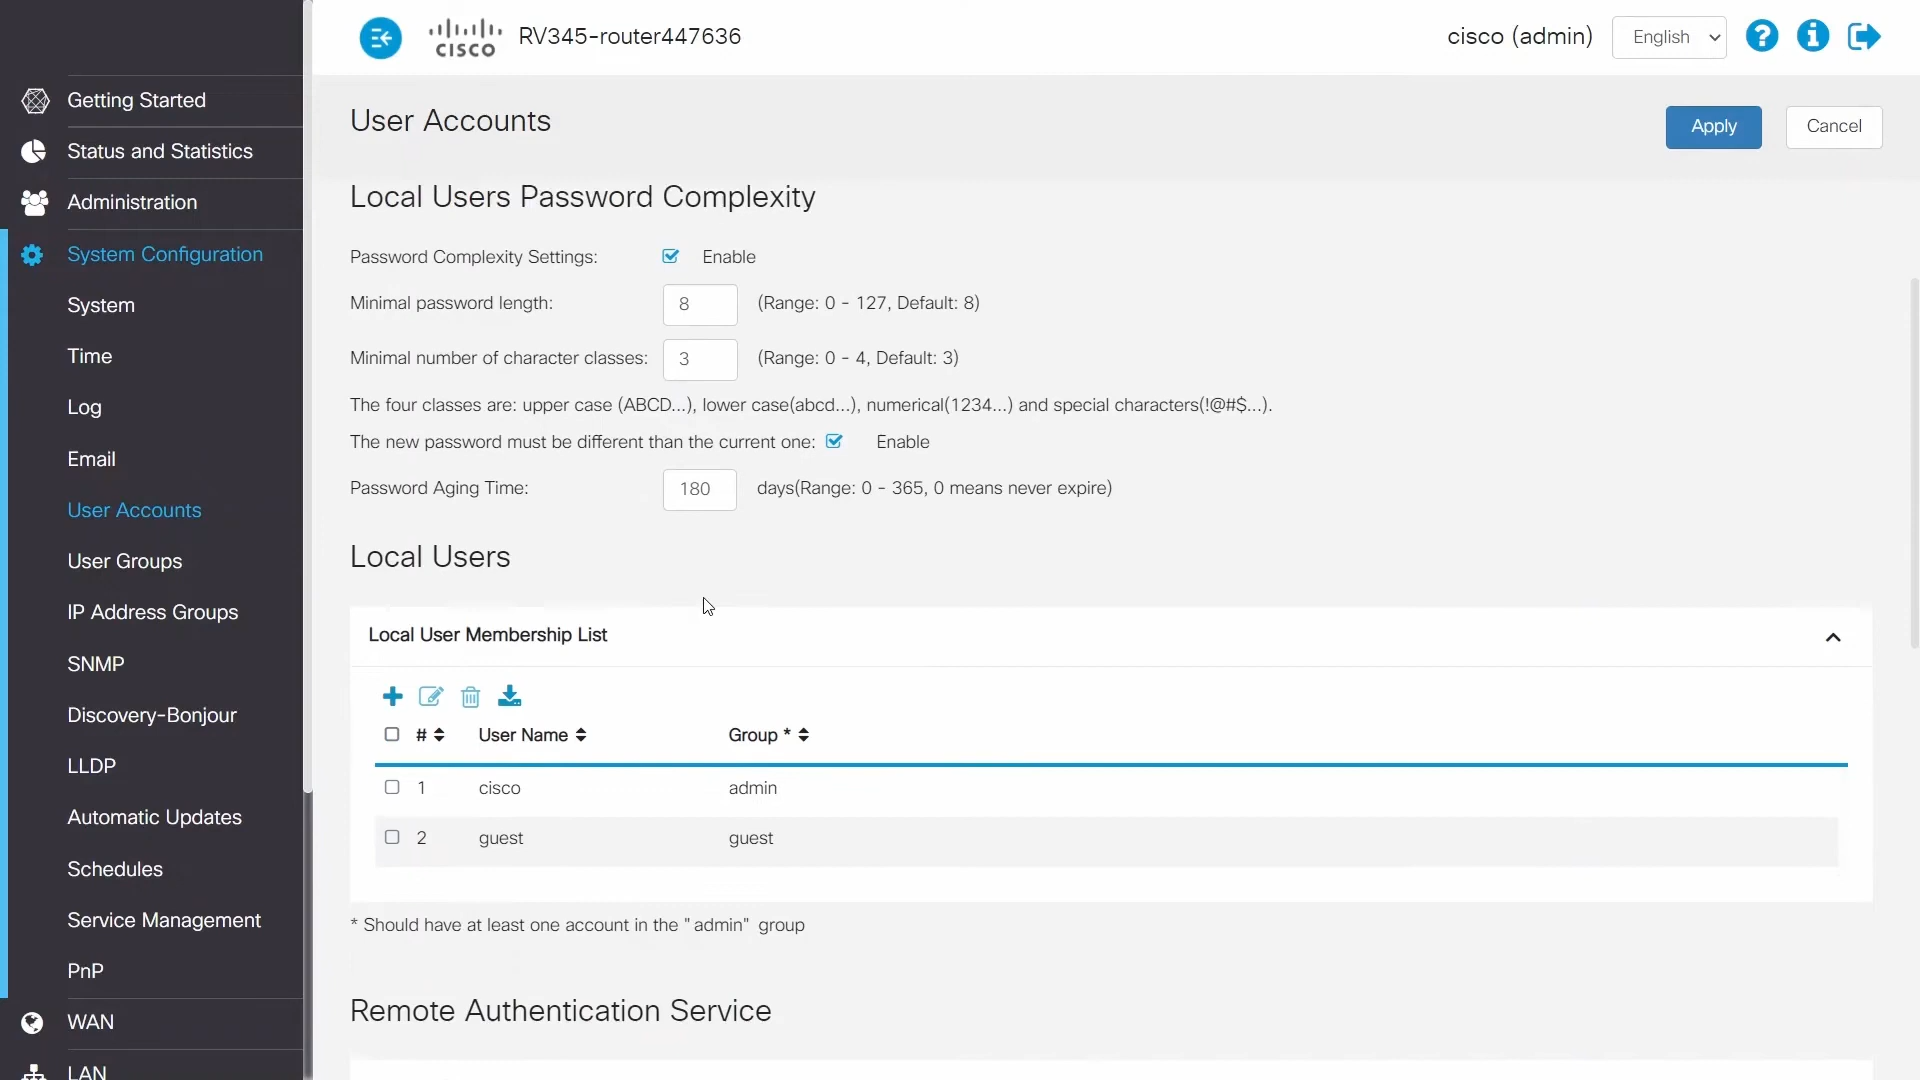 CISCO
RV345-router447636
cisco (admin)
English
Getting Started
Status and Statistics
Administration
System Configuration
System
Time
Log
Email
User Accounts
User Groups
IP Address Groups
SNMP
Discovery-Bonjour
LLDP
Automatic Updates
Schedules
Service Management
PnP
WAN
LAN
User Accounts
Apply
Cancel
Local Users Password Complexity
Password Complexity Settings: Enable
Minimal password length: 8 (Range: 0 - 127, Default: 8)
Minimal number of character classes: 3 (Range: 0 - 4, Default: 3)
The four classes are: upper case (ABCD...), lower case(abcd...), numerical(1234...) and special characters(!@#$...).
The new password must be different than the current one: Enable
Password Aging Time: 180 days(Range: 0 - 365, 0 means never expire)
Local Users
Local User Membership List
# User Name Group *
1 cisco admin
2 guest guest
* Should have at least one account in the "admin" group
Remote Authentication Service